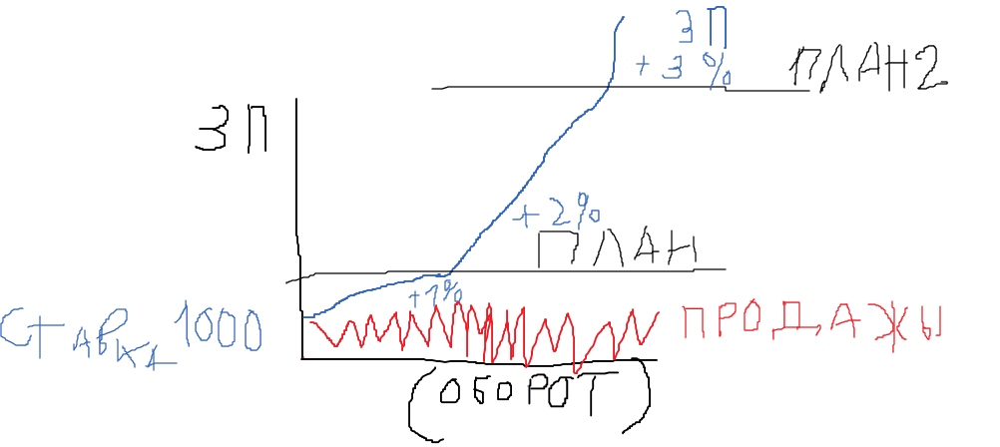 ЗП
+3%
ПЛАН2
ЗП
+2%
ПЛАН
+1%
СТАВКА 1000
ПРОДАЖЫ
(ОБОРОТ)